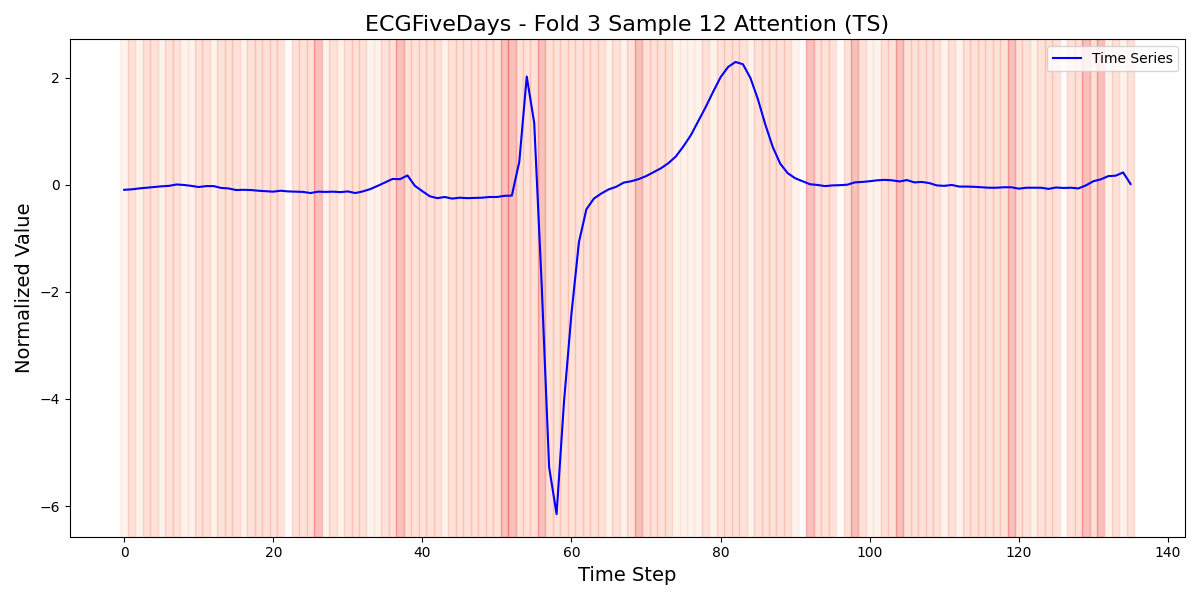 ECGFiveDays - Fold 3 Sample 12 Attention (TS)
Time Series
Normalized Value
2
0
−2
−4
−6
0 20 40 60 80 100 120 140
Time Step